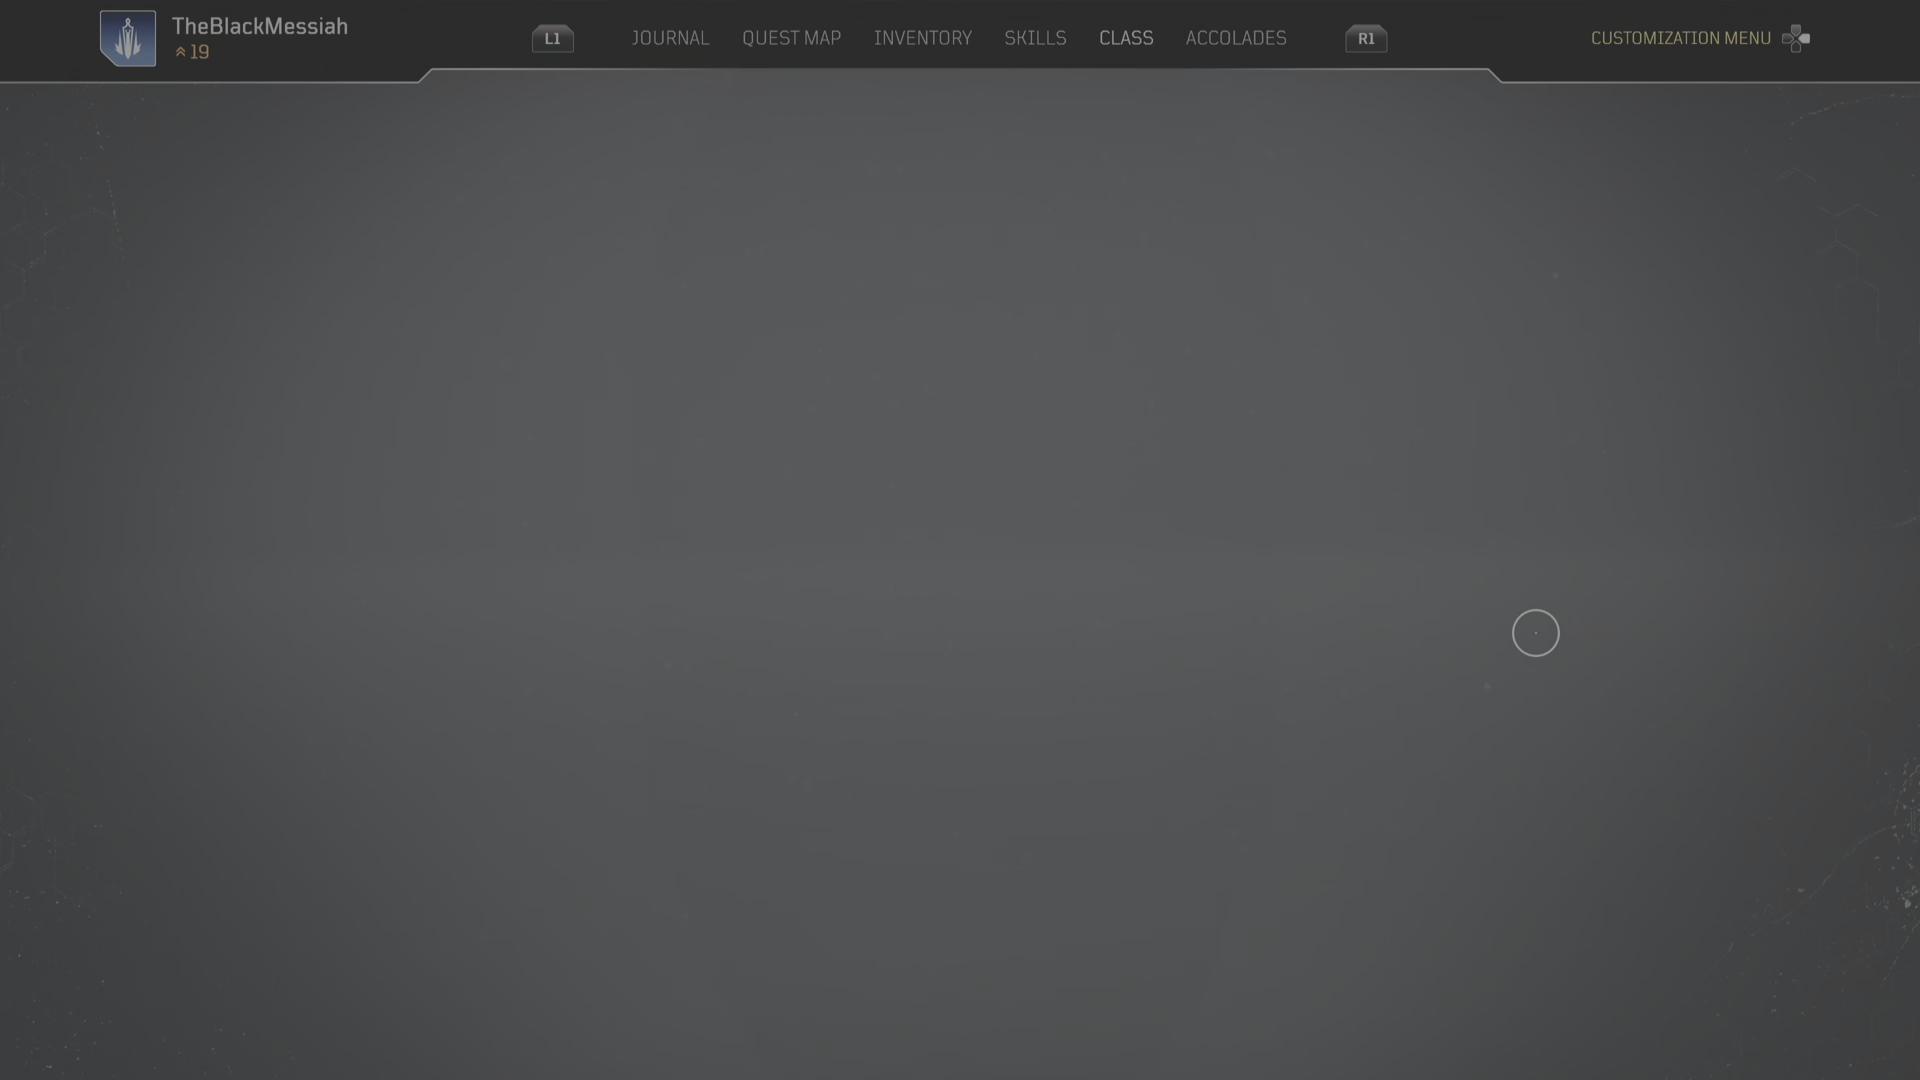 TheBlackMessiah
19
L1 JOURNAL QUEST MAP INVENTORY SKILLS CLASS ACCOLADES R1
CUSTOMIZATION MENU